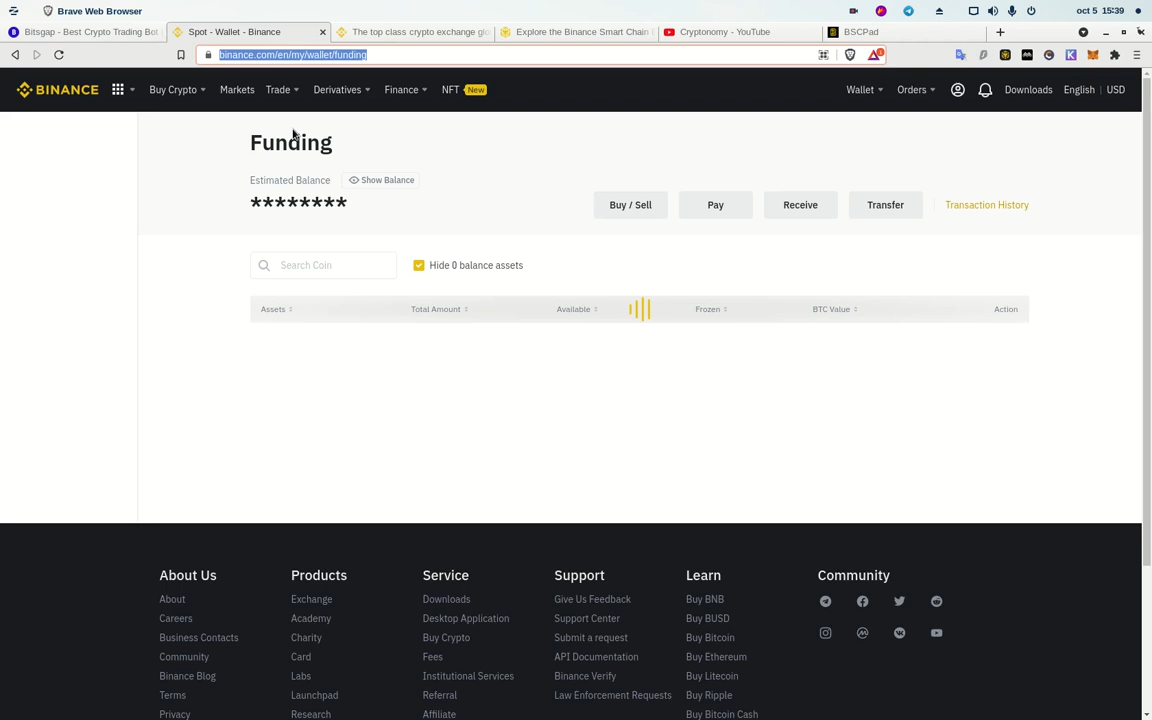 Brave Web Browser
oct 5 15:39
Bitsgap - Best Crypto Trading Bot
Spot - Wallet - Binance
The top class crypto exchange glo
Explore the Binance Smart Chain
Cryptonomy - YouTube
BSCPad
binance.com/en/my/wallet/funding
BINANCE
Buy Crypto
Markets
Trade
Derivatives
Finance
NFT New
Wallet
Orders
Downloads
English | USD
Funding
Estimated Balance
Show Balance
********
Buy / Sell
Pay
Receive
Transfer
Transaction History
Search Coin
Hide 0 balance assets
Assets
Total Amount
Available
Frozen
BTC Value
Action
About Us
About
Careers
Business Contacts
Community
Binance Blog
Terms
Privacy
Products
Exchange
Academy
Charity
Card
Labs
Launchpad
Research
Service
Downloads
Desktop Application
Buy Crypto
Fees
Institutional Services
Referral
Affiliate
Support
Give Us Feedback
Support Center
Submit a request
API Documentation
Binance Verify
Law Enforcement Requests
Learn
Buy BNB
Buy BUSD
Buy Bitcoin
Buy Ethereum
Buy Litecoin
Buy Ripple
Buy Bitcoin Cash
Community